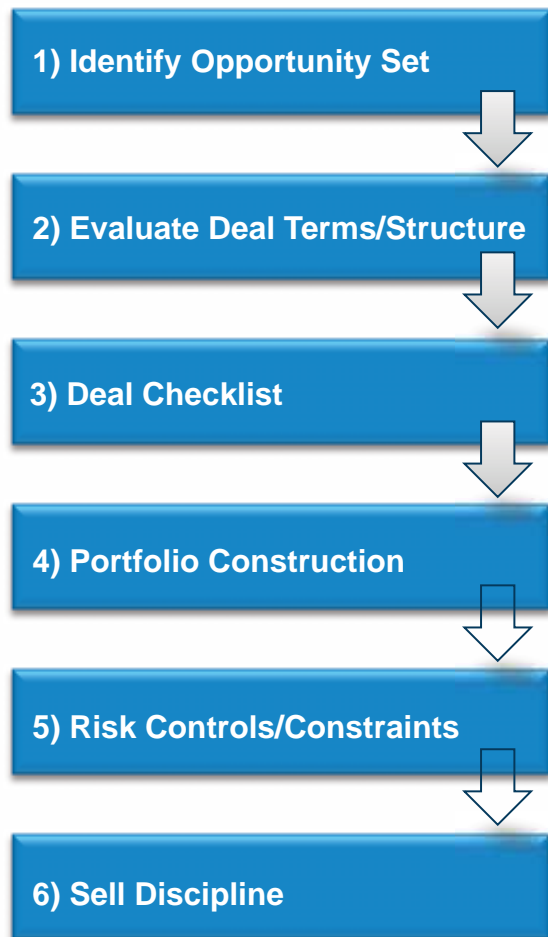 1) Identify Opportunity Set
2) Evaluate Deal Terms/Structure
3) Deal Checklist
4) Portfolio Construction
5) Risk Controls/Constraints
6) Sell Discipline